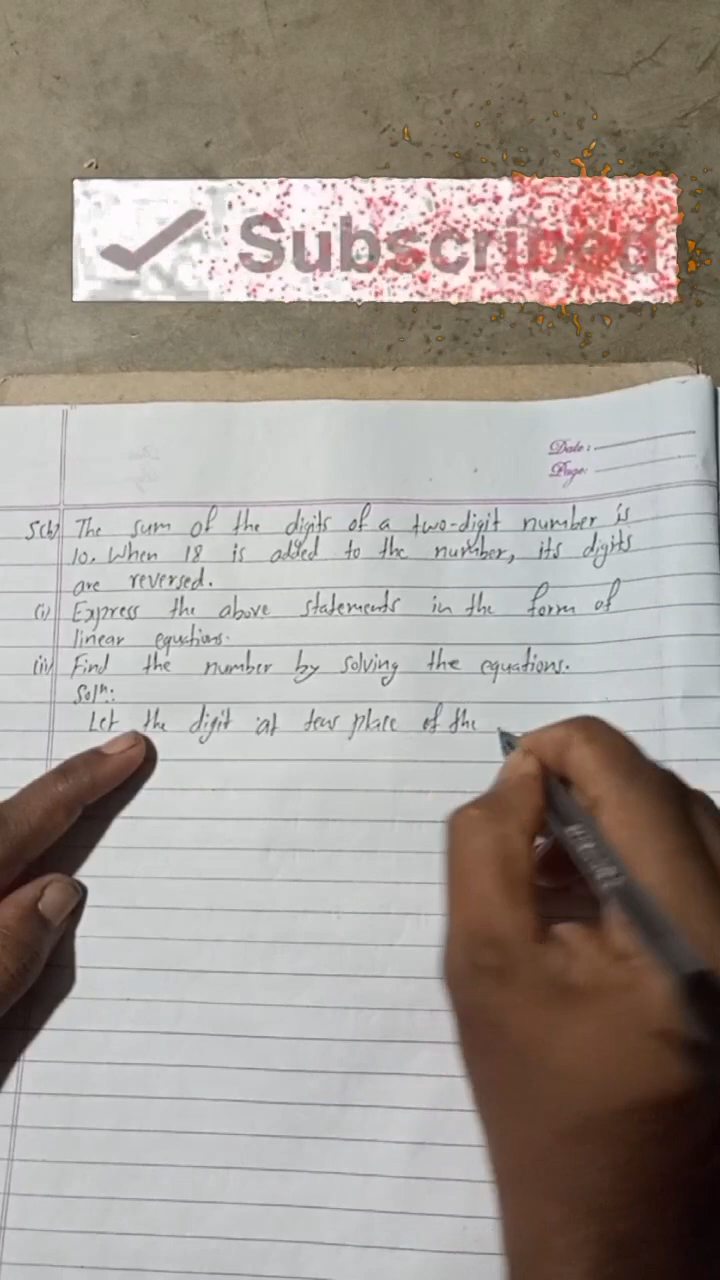 Subscribed
Date:
Page:
5(b) The sum of the digits of a two-digit number is
10. When 18 is added to the number, its digits
are reversed.
(i) Express the above statements in the form of
linear equations.
(ii) Find the number by solving the equations.
Solⁿ:
Let the digit at tens place of the